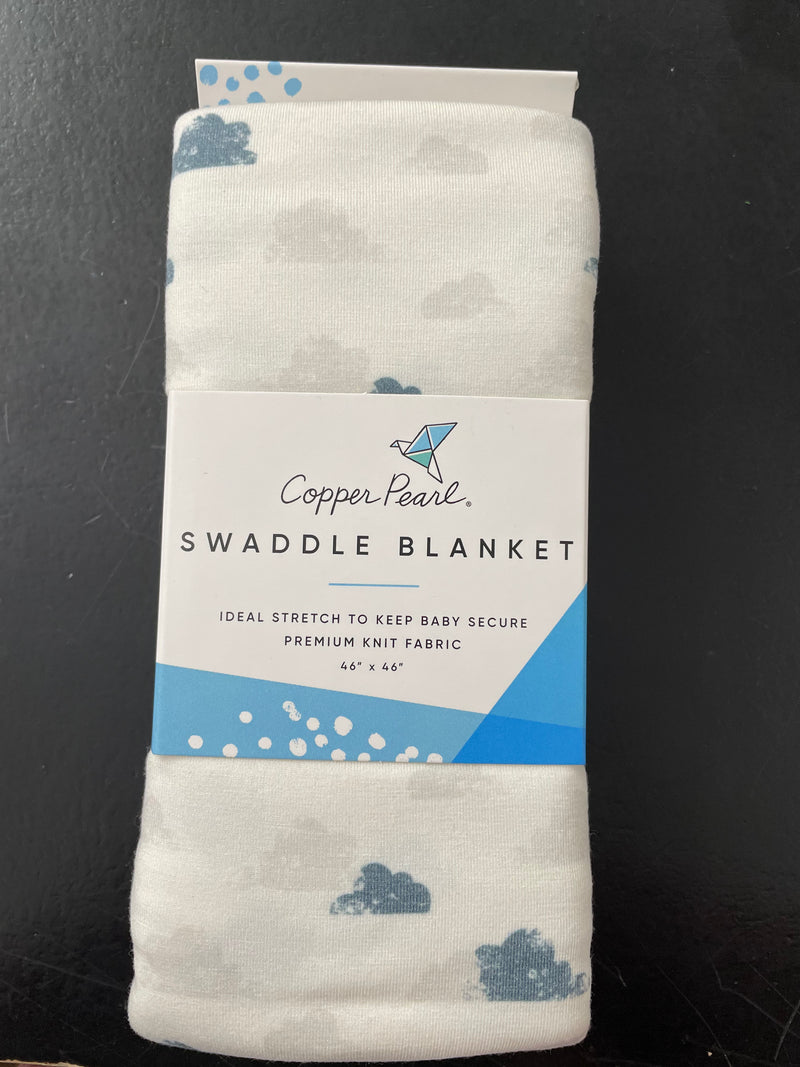 Copper Pearl®
SWADDLE BLANKET
IDEAL STRETCH TO KEEP BABY SECURE
PREMIUM KNIT FABRIC
46" x 46"